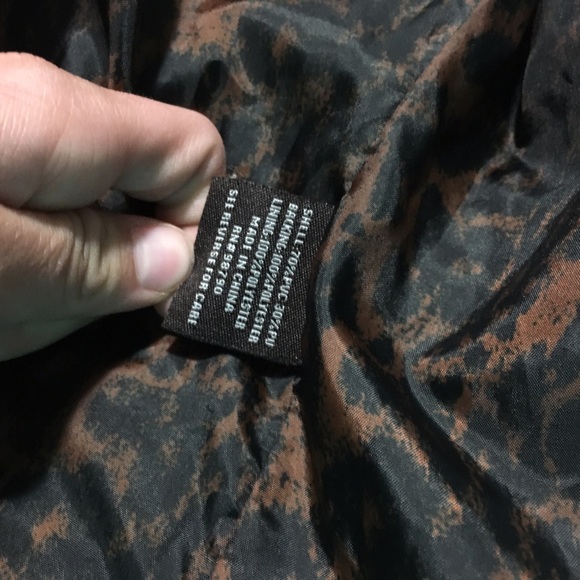 SHELL: 70%PVC 30%PU
BACKING:100%POLYESTER
LINING:100%POLYESTER
MADE IN CHINA
SEE REVERSE FOR CARE